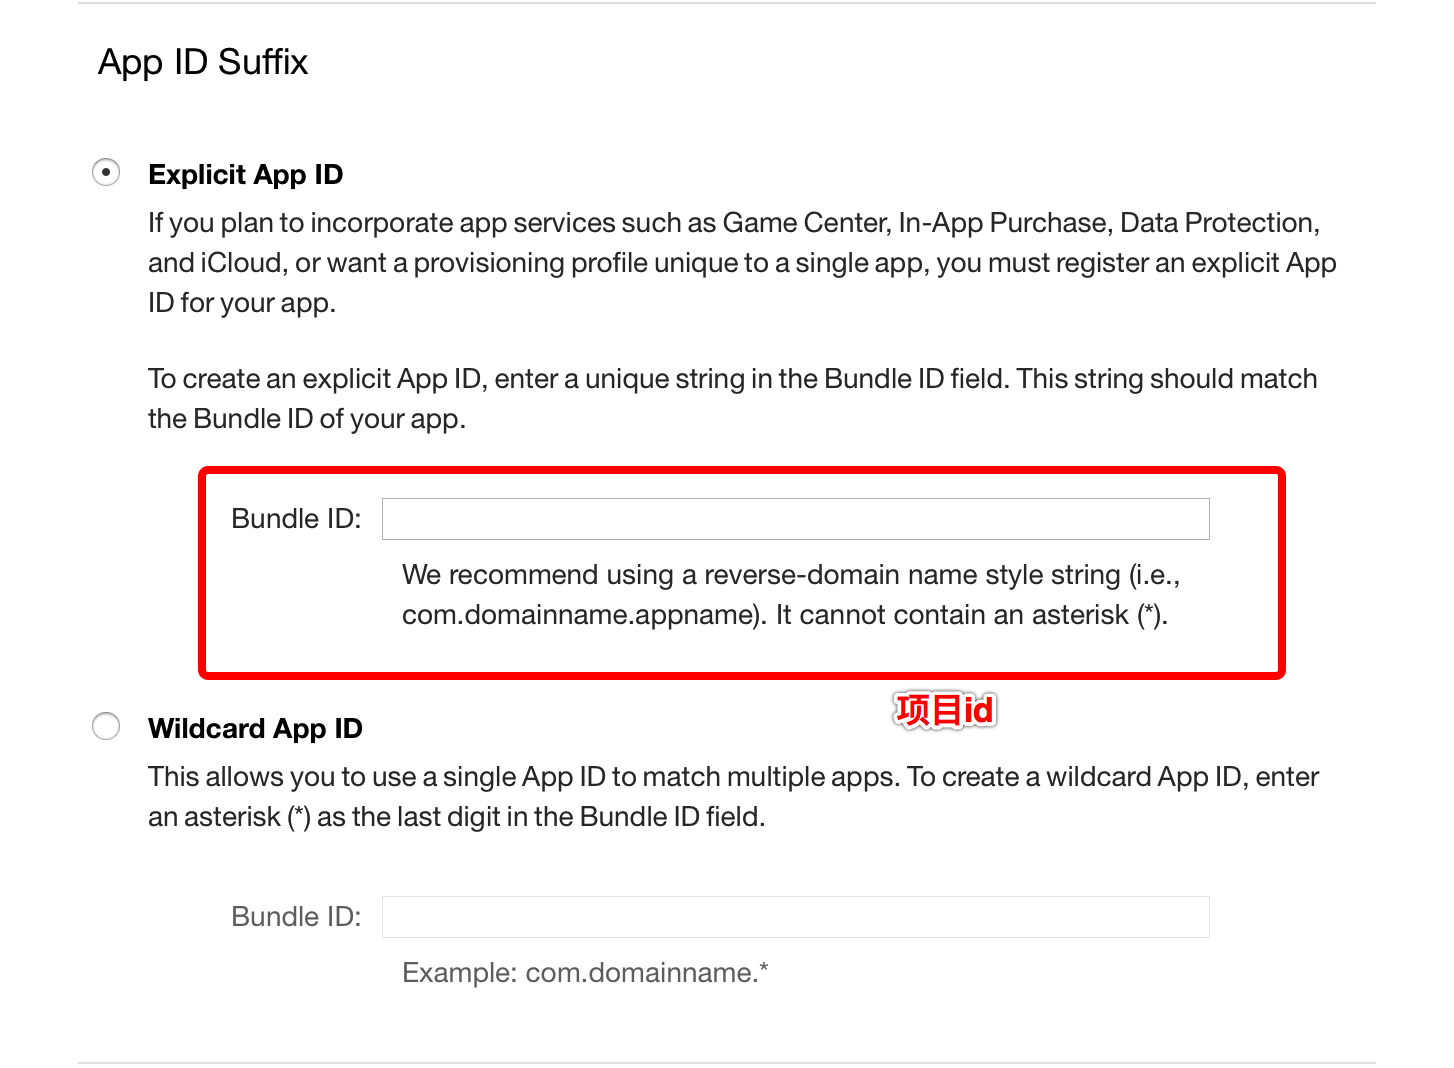 App ID Suffix
Explicit App ID
If you plan to incorporate app services such as Game Center, In-App Purchase, Data Protection,
and iCloud, or want a provisioning profile unique to a single app, you must register an explicit App
ID for your app.
To create an explicit App ID, enter a unique string in the Bundle ID field. This string should match
the Bundle ID of your app.
Bundle ID:
We recommend using a reverse-domain name style string (i.e.,
com.domainname.appname). It cannot contain an asterisk (*).
项目id
Wildcard App ID
This allows you to use a single App ID to match multiple apps. To create a wildcard App ID, enter
an asterisk (*) as the last digit in the Bundle ID field.
Bundle ID:
Example: com.domainname.*